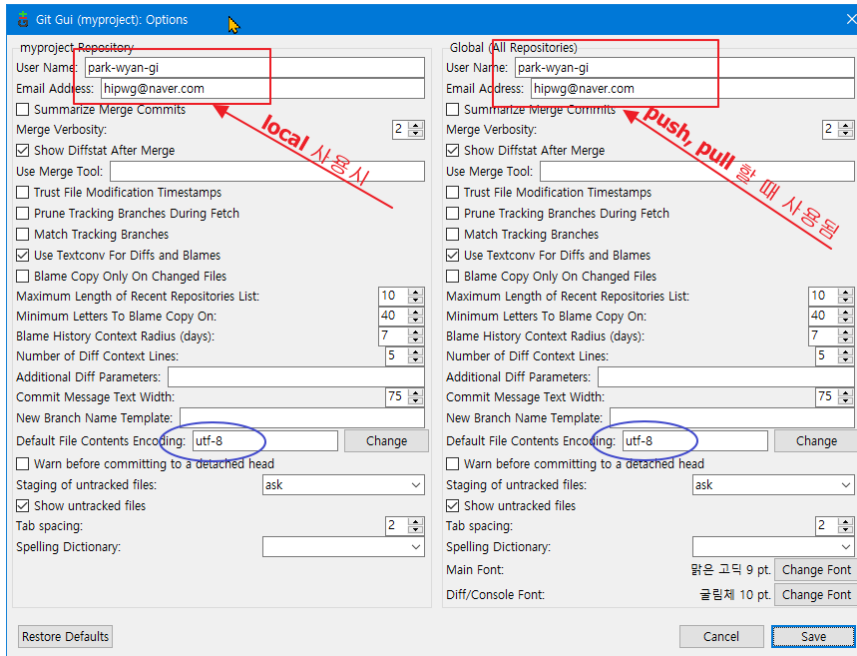 Git Gui (myproject): Options
myproject Repository
User Name: park-wyan-gi
Email Address: hipwg@naver.com
Summarize Merge Commits
Merge Verbosity: 2
Show Diffstat After Merge
Use Merge Tool:
Trust File Modification Timestamps
Prune Tracking Branches During Fetch
Match Tracking Branches
Use Textconv For Diffs and Blames
Blame Copy Only On Changed Files
Maximum Length of Recent Repositories List: 10
Minimum Letters To Blame Copy On: 40
Blame History Context Radius (days): 7
Number of Diff Context Lines: 5
Additional Diff Parameters:
Commit Message Text Width: 75
New Branch Name Template:
Default File Contents Encoding: utf-8 Change
Warn before committing to a detached head
Staging of untracked files: ask
Show untracked files
Tab spacing: 2
Spelling Dictionary:
local 사용시
Global (All Repositories)
User Name: park-wyan-gi
Email Address: hipwg@naver.com
Summarize Merge Commits
Merge Verbosity: 2
Show Diffstat After Merge
Use Merge Tool:
Trust File Modification Timestamps
Prune Tracking Branches During Fetch
Match Tracking Branches
Use Textconv For Diffs and Blames
Blame Copy Only On Changed Files
Maximum Length of Recent Repositories List: 10
Minimum Letters To Blame Copy On: 40
Blame History Context Radius (days): 7
Number of Diff Context Lines: 5
Additional Diff Parameters:
Commit Message Text Width: 75
New Branch Name Template:
Default File Contents Encoding: utf-8 Change
Warn before committing to a detached head
Staging of untracked files: ask
Show untracked files
Tab spacing: 2
Spelling Dictionary:
Main Font: 맑은 고딕 9 pt. Change Font
Diff/Console Font: 굴림체 10 pt. Change Font
push, pull 할 때 사용됨
Restore Defaults Cancel Save